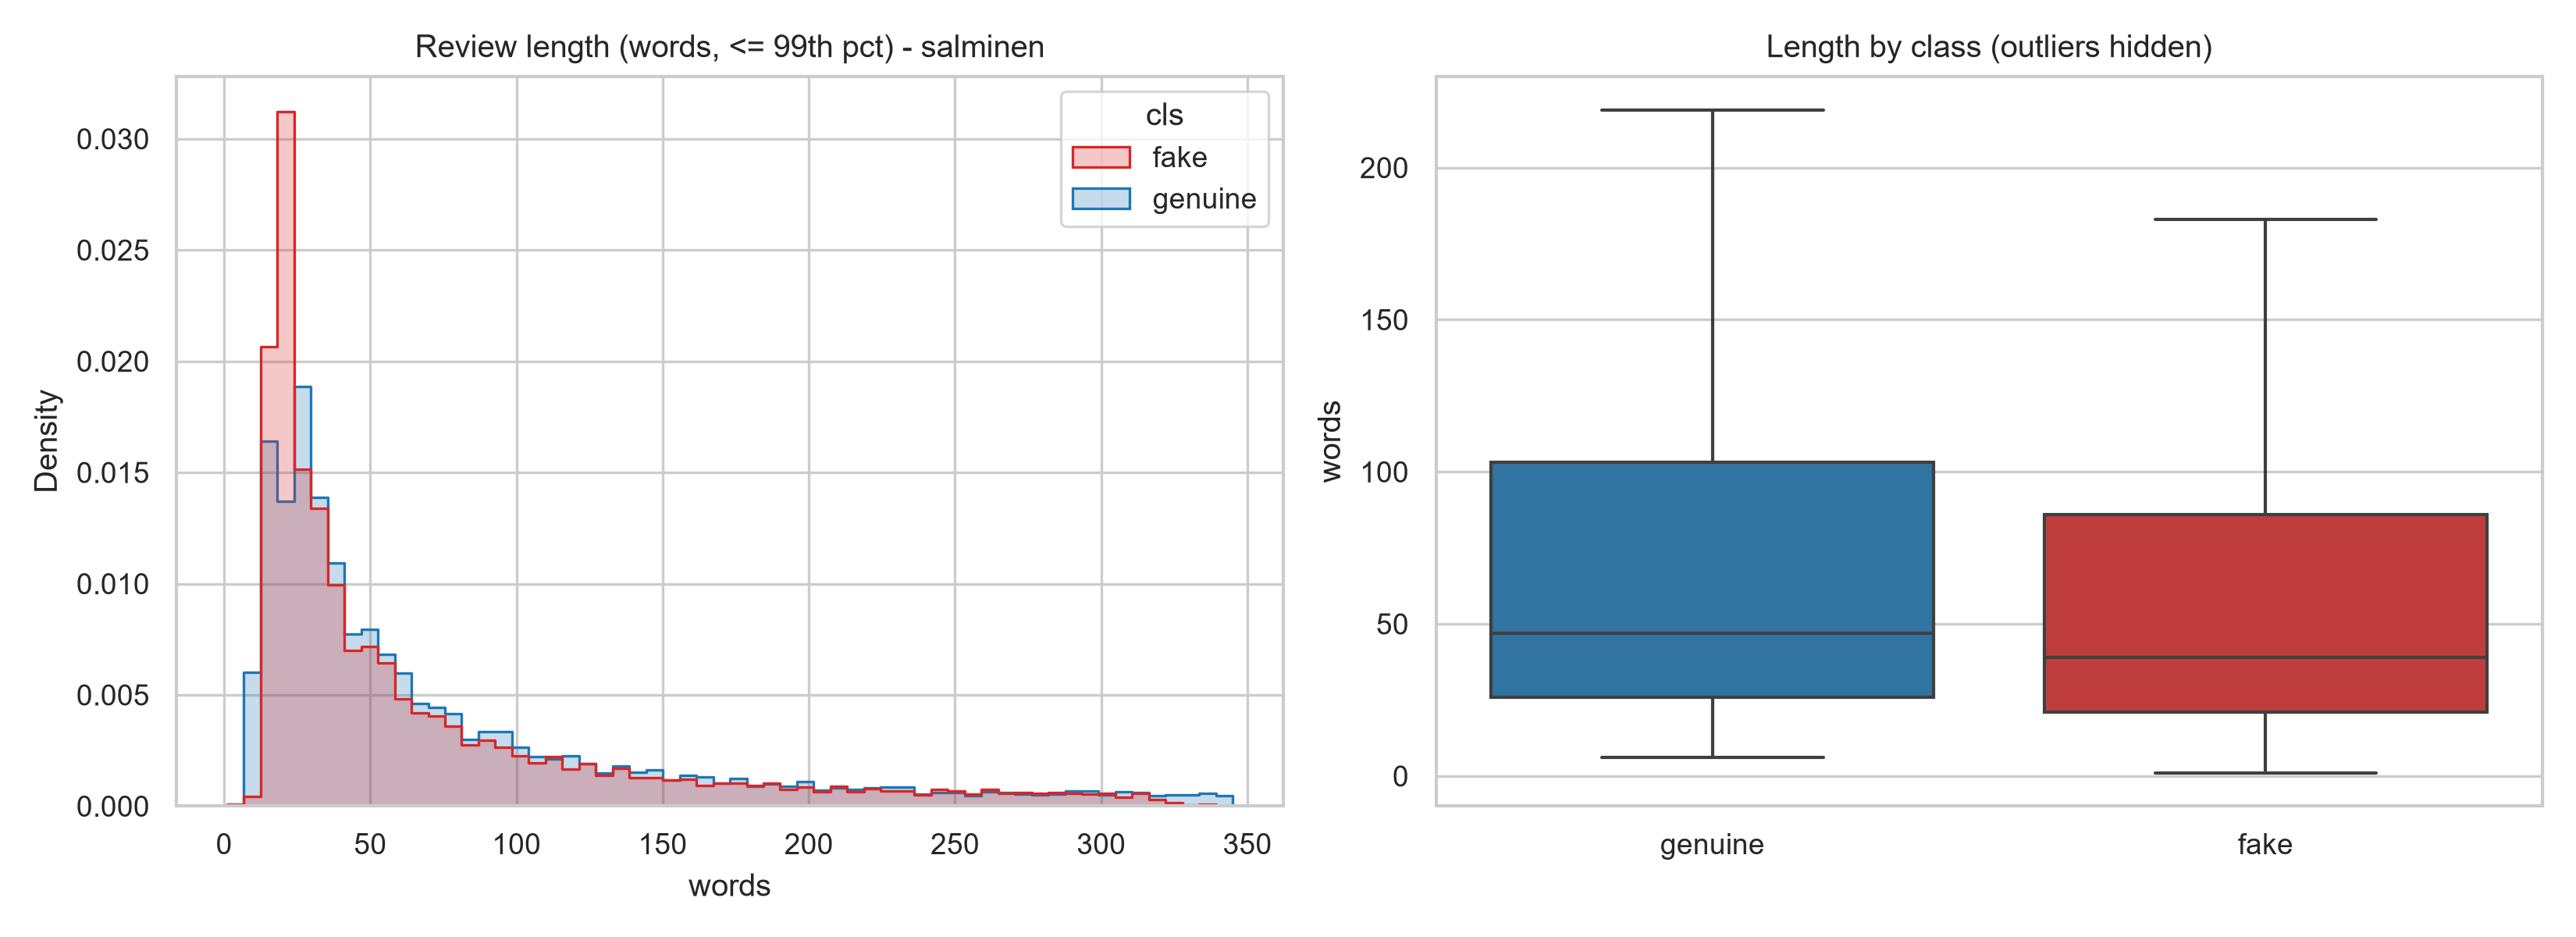 Review length (words, <= 99th pct) - salminen
cls
fake
genuine
Density
0.030
0.025
0.020
0.015
0.010
0.005
0.000
0
50
100
150
200
250
300
350
words
Length by class (outliers hidden)
words
200
150
100
50
0
genuine
fake